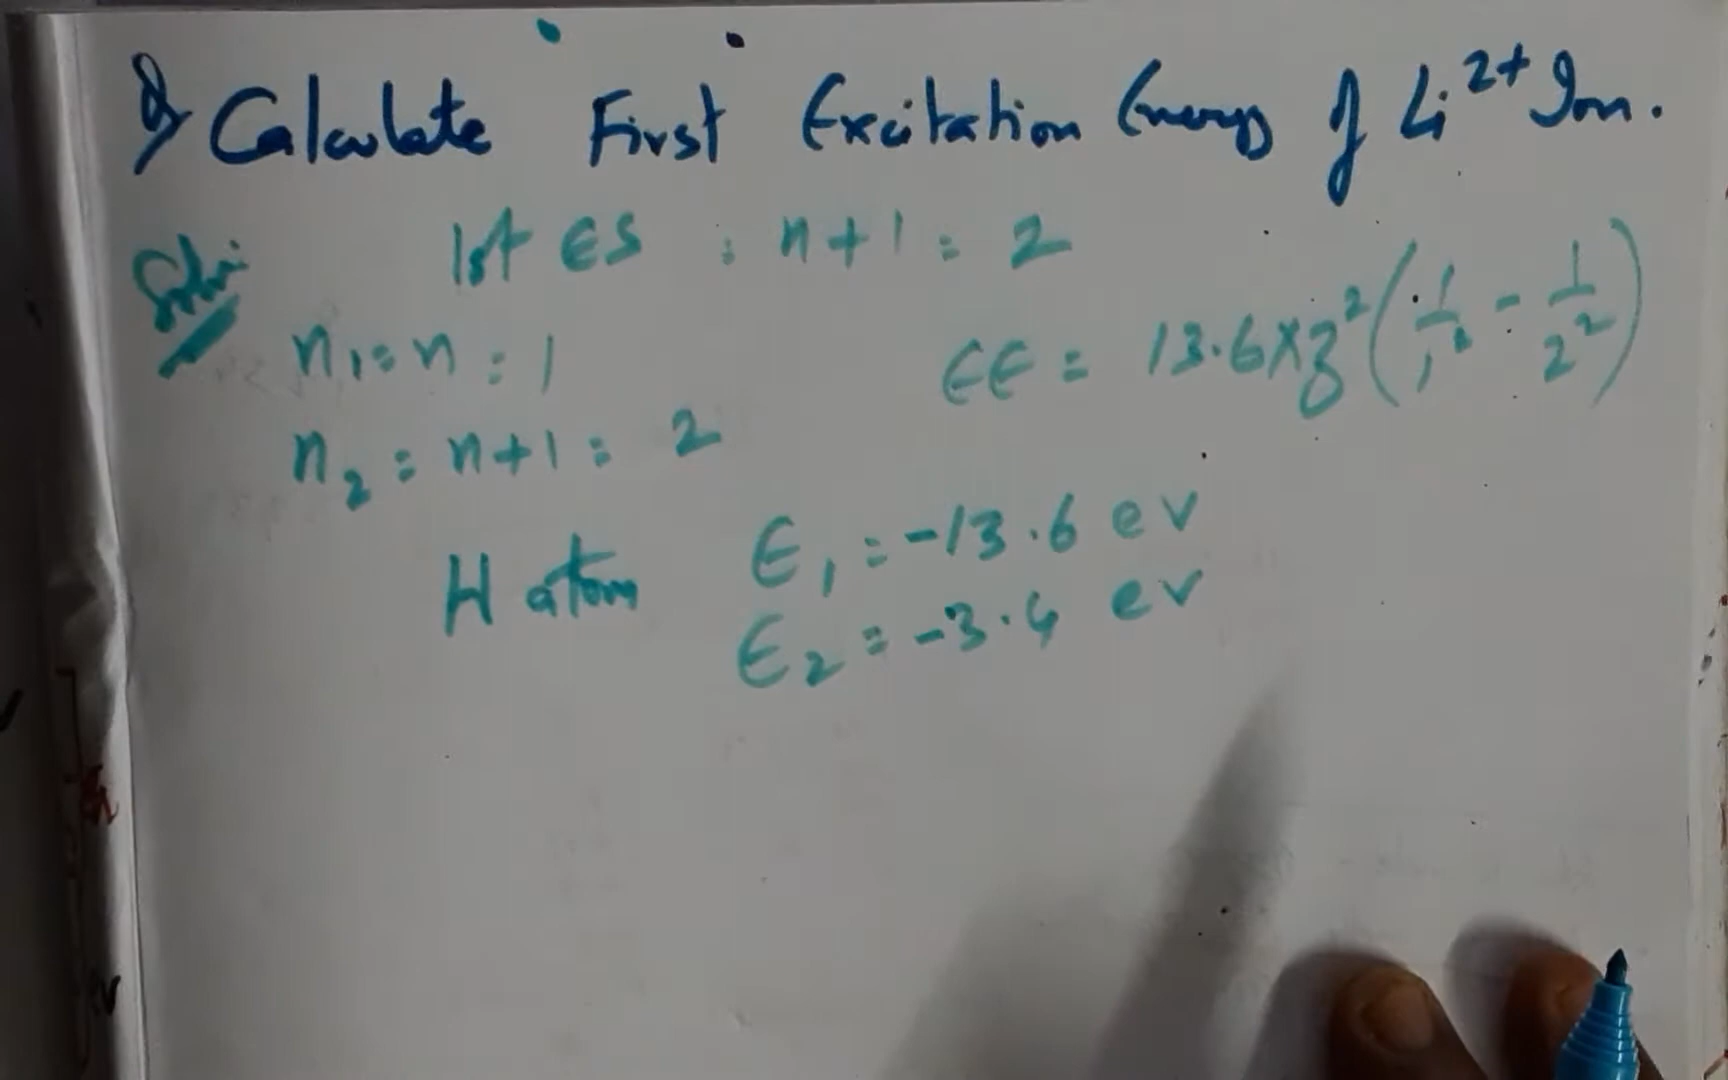 Q Calculate First Excitation Energy of Li²⁺ Ion.
Soln:
1st ES : n+1 : 2
n₁ = n : 1
EE = 13.6×z²(1/1² - 1/2²)
n₂ : n+1 : 2
H atom E₁ = -13.6 ev
E₂ = -3.4 ev